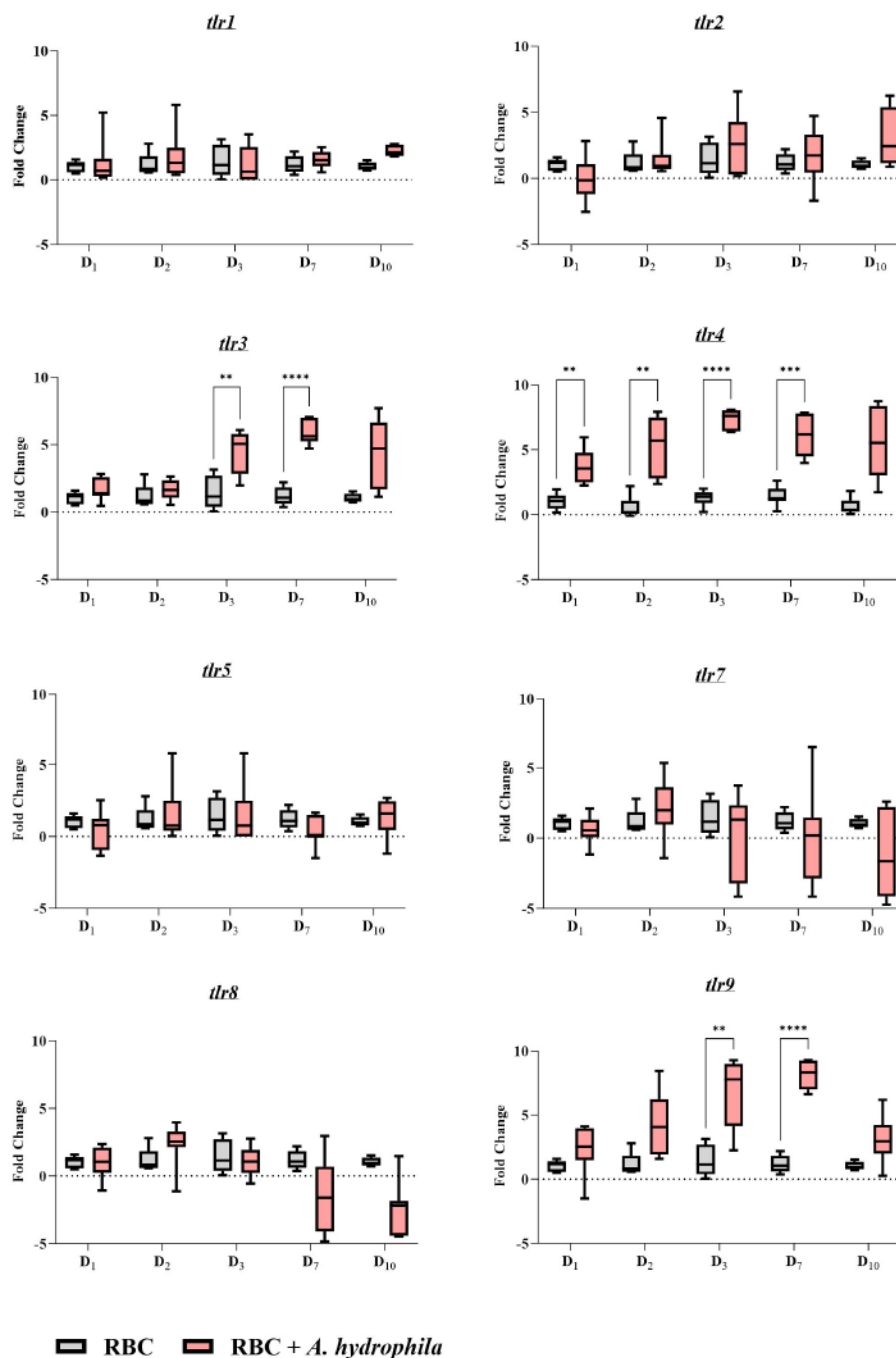 tlr1
10
5
0
-5
Fold Change
D1 D2 D3 D7 D10
tlr2
10
5
0
-5
Fold Change
D1 D2 D3 D7 D10
tlr3
10
5
0
-5
Fold Change
** ****
D1 D2 D3 D7 D10
tlr4
10
5
0
-5
Fold Change
** ** **** ***
D1 D2 D3 D7 D10
tlr5
10
5
0
-5
Fold Change
D1 D2 D3 D7 D10
tlr7
10
5
0
-5
Fold Change
D1 D2 D3 D7 D10
tlr8
10
5
0
-5
Fold Change
D1 D2 D3 D7 D10
tlr9
10
5
0
-5
Fold Change
** ****
D1 D2 D3 D7 D10
RBC RBC + A. hydrophila